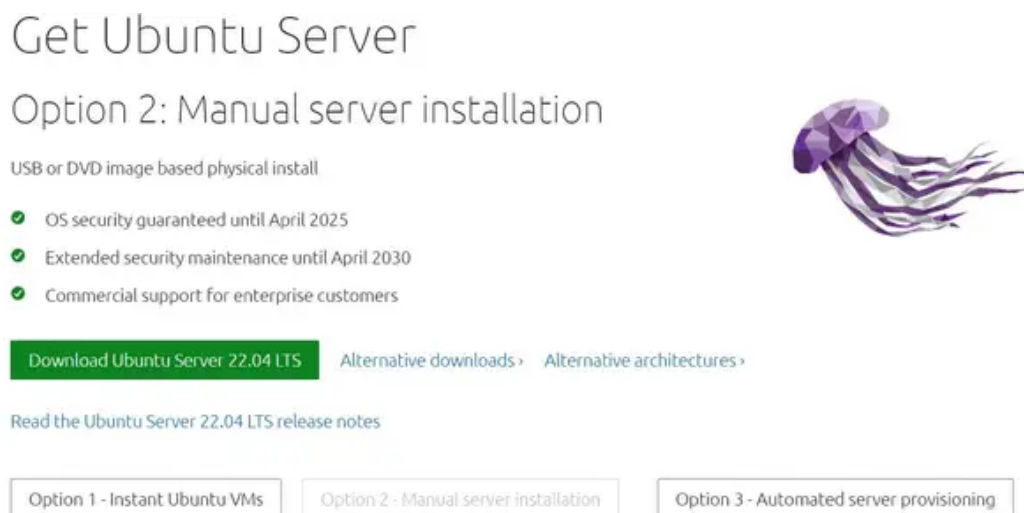 Get Ubuntu Server
Option 2: Manual server installation
USB or DVD image based physical install
OS security guaranteed until April 2025
Extended security maintenance until April 2030
Commercial support for enterprise customers
Download Ubuntu Server 22.04 LTS Alternative downloads › Alternative architectures ›
Read the Ubuntu Server 22.04 LTS release notes
Option 1 - Instant Ubuntu VMs Option 2 - Manual server installation Option 3 - Automated server provisioning